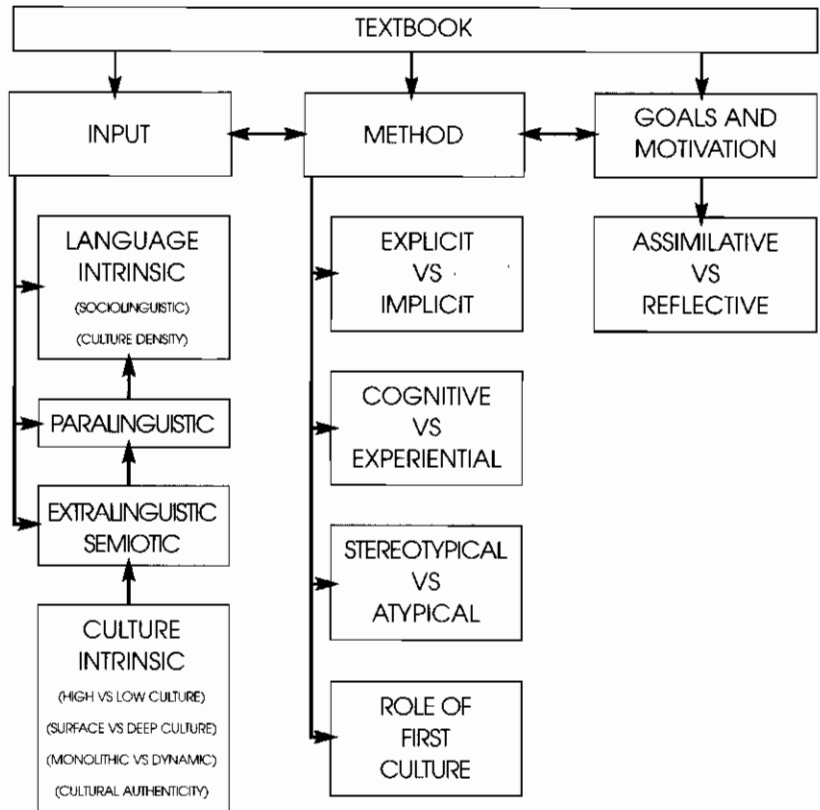 TEXTBOOK
INPUT
METHOD
GOALS AND
MOTIVATION
LANGUAGE
INTRINSIC
(SOCIOLINGUISTIC)
(CULTURE DENSITY)
PARALINGUISTIC
EXTRALINGUISTIC
SEMIOTIC
CULTURE
INTRINSIC
(HIGH VS LOW CULTURE)
(SURFACE VS DEEP CULTURE)
(MONOLITHIC VS DYNAMIC)
(CULTURAL AUTHENTICITY)
EXPLICIT
VS
IMPLICIT
COGNITIVE
VS
EXPERIENTIAL
STEREOTYPICAL
VS
ATYPICAL
ROLE OF
FIRST
CULTURE
ASSIMILATIVE
VS
REFLECTIVE